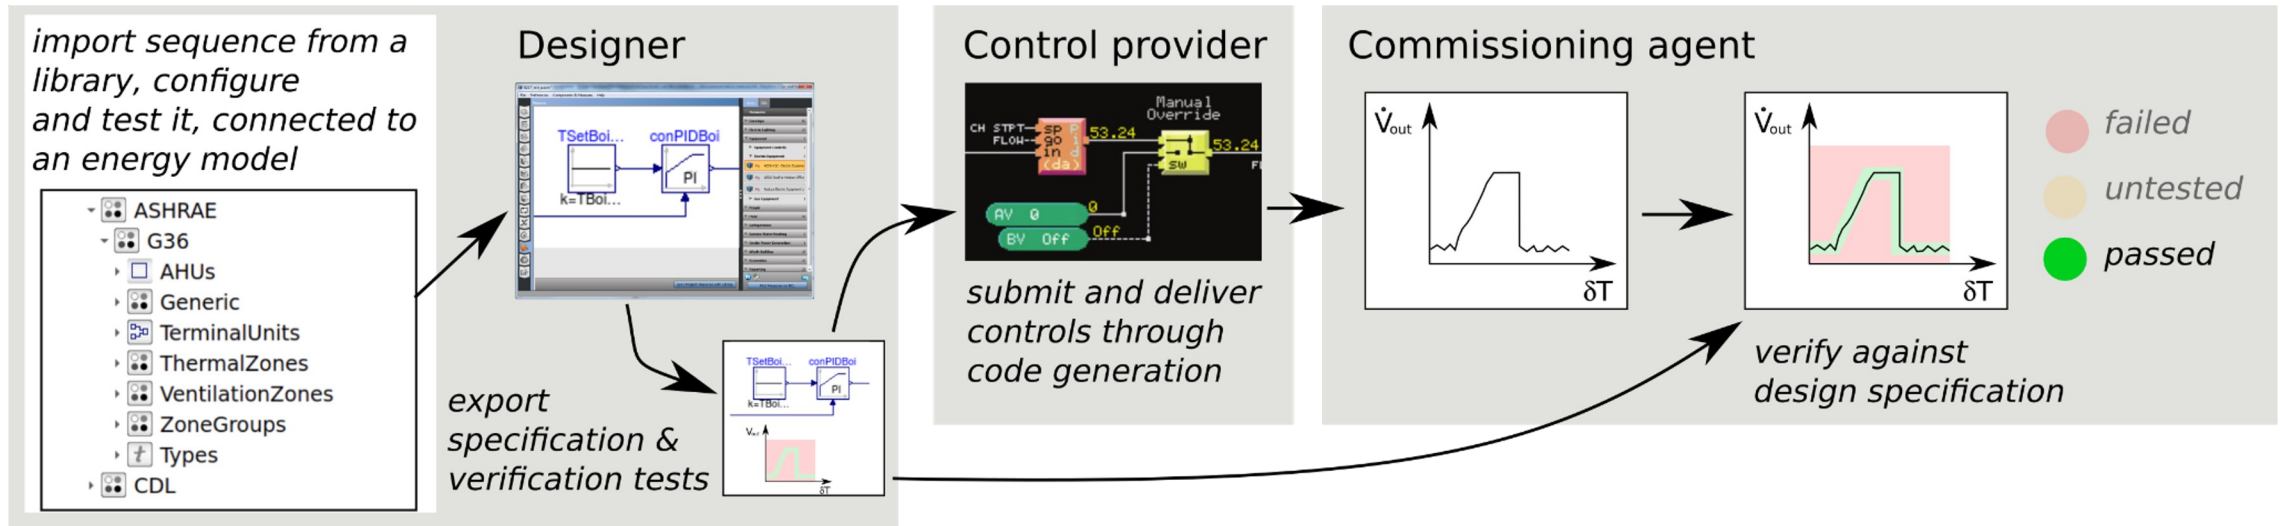 import sequence from a
library, configure
and test it, connected to
an energy model
ASHRAE
G36
AHUs
Generic
TerminalUnits
ThermalZones
VentilationZones
ZoneGroups
Types
CDL
Designer
TSetBoi...
conPIDBoi
PI
k=TBoi...
export
specification &
verification tests
TSetBoi...
conPIDBoi
PI
k=TBoi...
Vout
δT
Control provider
Manual
Override
CH STPT
FLOW
sp
go
in
(da)
p
i
d
53.24
SW
53.24
AV 0
0
BV Off
Off
submit and deliver
controls through
code generation
Commissioning agent
V̇out
δT
V̇out
δT
failed
untested
passed
verify against
design specification